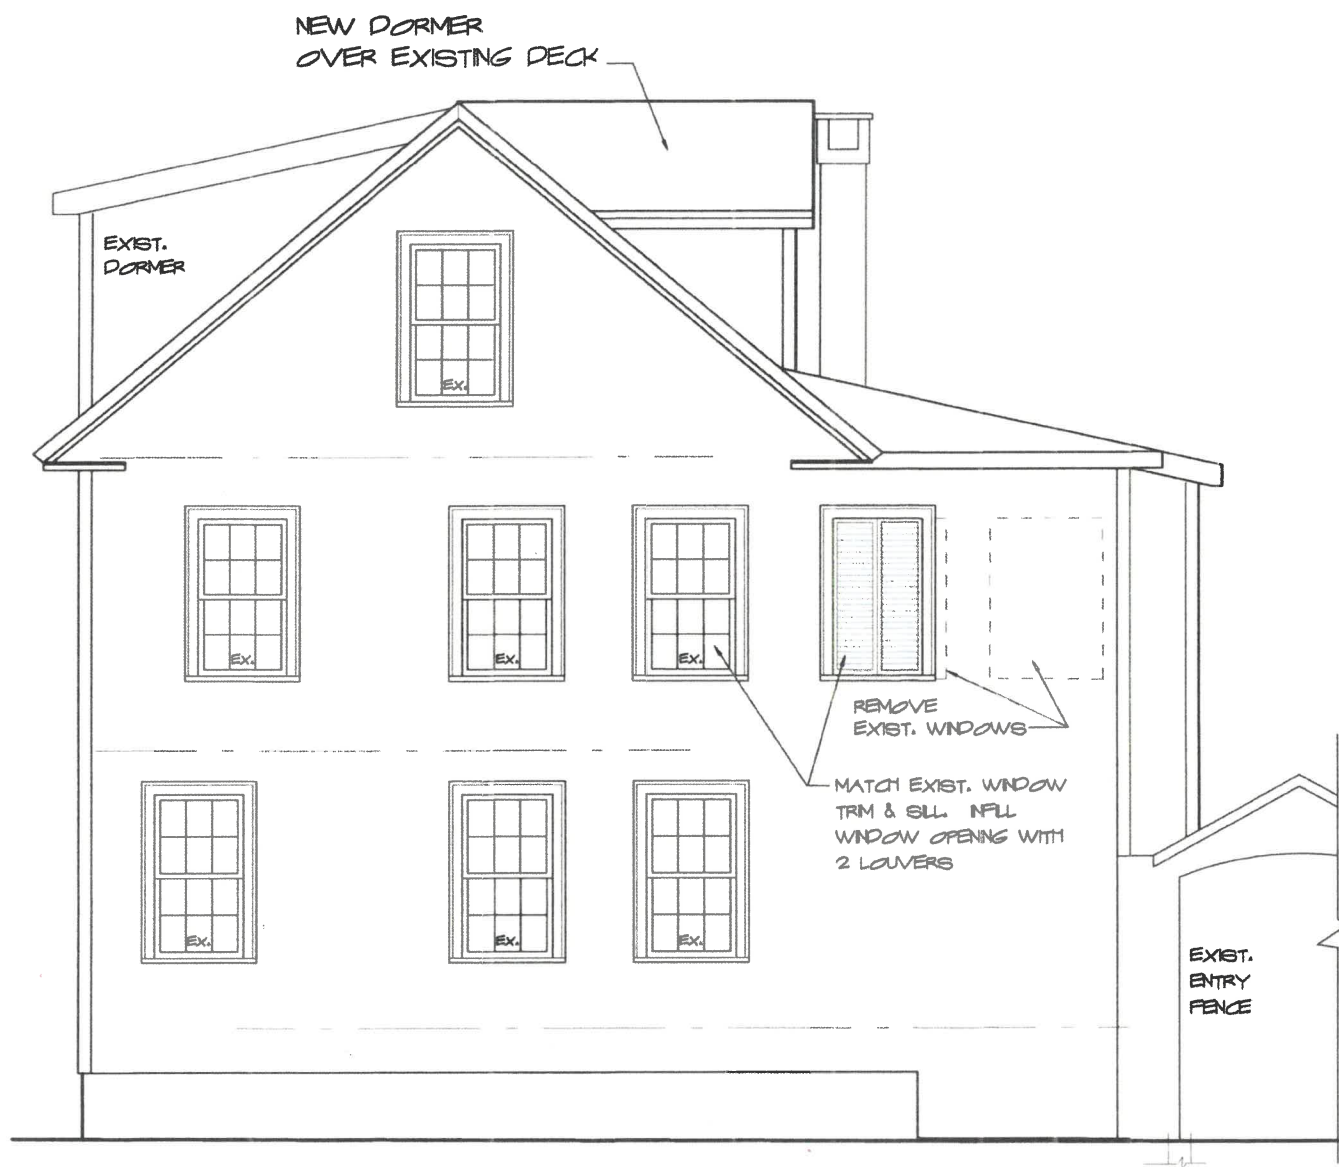 NEW DORMER
OVER EXISTING DECK
EXIST.
DORMER
EX.
EX.
EX.
EX.
REMOVE
EXIST. WINDOWS
MATCH EXIST. WINDOW
TRIM & SILL. INFILL
WINDOW OPENING WITH
2 LOUVERS
EX.
EX.
EX.
EXIST.
ENTRY
FENCE